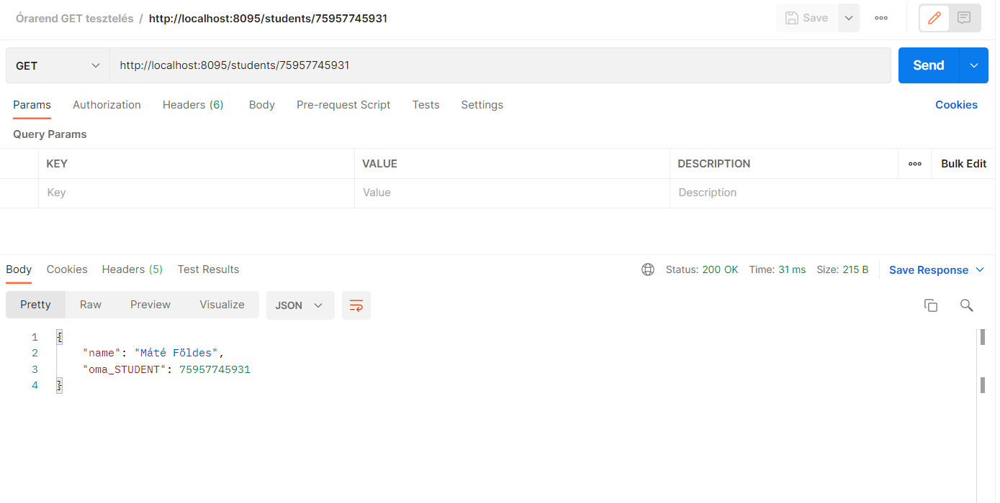 Órarend GET tesztelés / http://localhost:8095/students/75957745931
Save
GET http://localhost:8095/students/75957745931 Send
Params Authorization Headers (6) Body Pre-request Script Tests Settings Cookies
Query Params
KEY VALUE DESCRIPTION Bulk Edit
Key Value Description
Body Cookies Headers (5) Test Results Status: 200 OK Time: 31 ms Size: 215 B Save Response
Pretty Raw Preview Visualize JSON
1 {
2 "name": "Máté Földes",
3 "oma_STUDENT": 75957745931
4 }